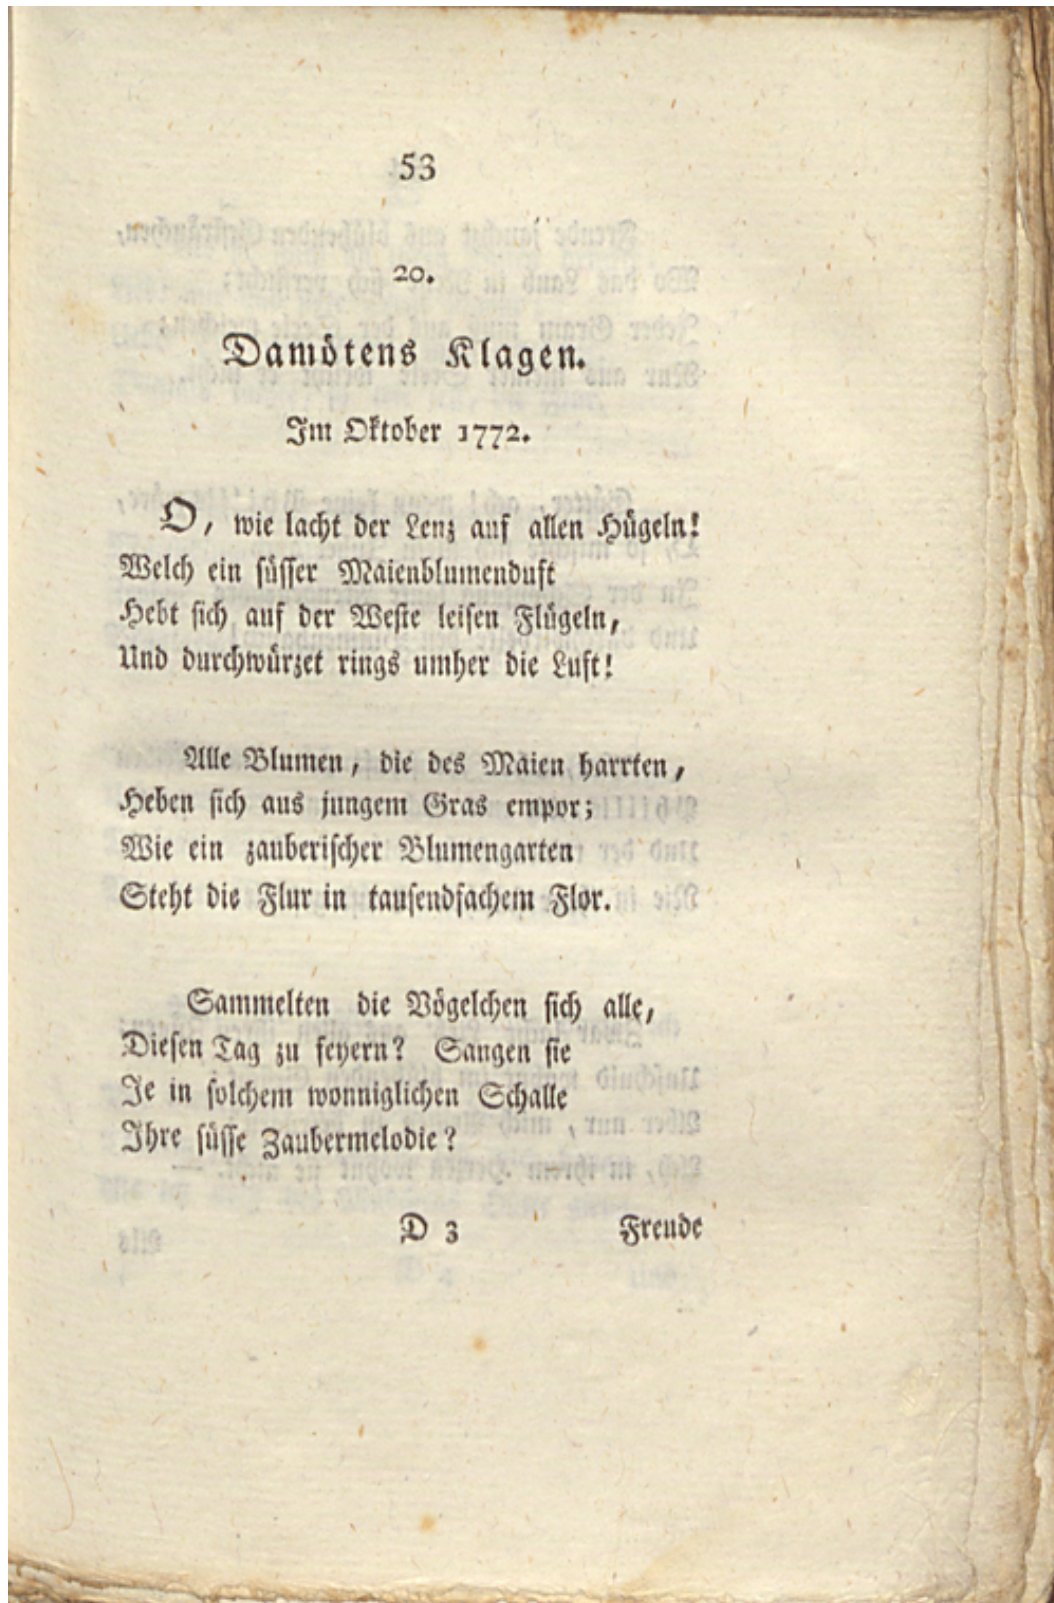 53
20.
Damötens Klagen.
Im Oktober 1772.
O, wie lacht der Lenz auf allen Hügeln!
Welch ein süsser Maienblumenduft
Hebt sich auf der Weste leisen Flügeln,
Und durchwürzet rings umher die Luft!
Alle Blumen, die des Maien harrten,
Heben sich aus jungem Gras empor;
Wie ein zauberischer Blumengarten
Steht die Flur in tausendfachem Flor.
Sammelten die Vögelchen sich alle,
Diesen Tag zu feyern? Sangen sie
Je in solchem wonniglichen Schalle
Ihre süsse Zaubermelodie?
D 3 Freude